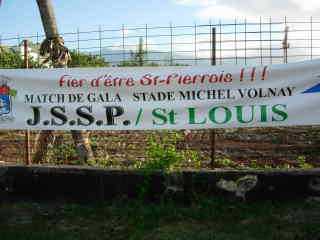 Fier d'être St-Pierrois !!!
MATCH DE GALA STADE MICHEL VOLNAY
J.S.S.P. / St LOUIS